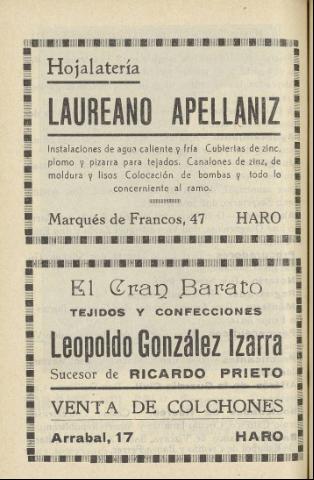 Hojalatería
LAUREANO APELLANIZ
Instalaciones de agua caliente y fría Cubiertas de zinc,
plomo y pizarra para tejados. Canalones de zinz, de
moldura y lisos Colocación de bombas y todo lo
concerniente al ramo.
Marqués de Francos, 47 HARO
El Gran Barato
TEJIDOS Y CONFECCIONES
Leopoldo González Izarra
Sucesor de RICARDO PRIETO
VENTA DE COLCHONES
Arrabal, 17 HARO